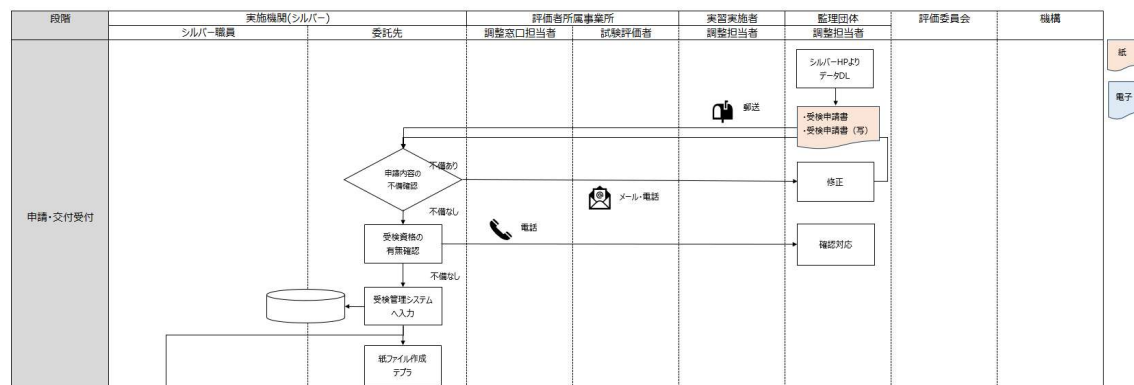 段階
実施機関(シルバー)
評価者所属事業所
実習実施者
監理団体
評価委員会
機構
シルバー職員
委託先
調整窓口担当者
試験評価者
調整担当者
調整担当者
紙
電子
シルバーHPより
データDL
郵送
・受検申請書
・受検申請書（写）
申請内容の
不備確認
不備あり
修正
メール・電話
不備なし
電話
申請・交付受付
受検資格の
有無確認
確認対応
不備なし
受検管理システム
へ入力
紙ファイル作成
テプラ